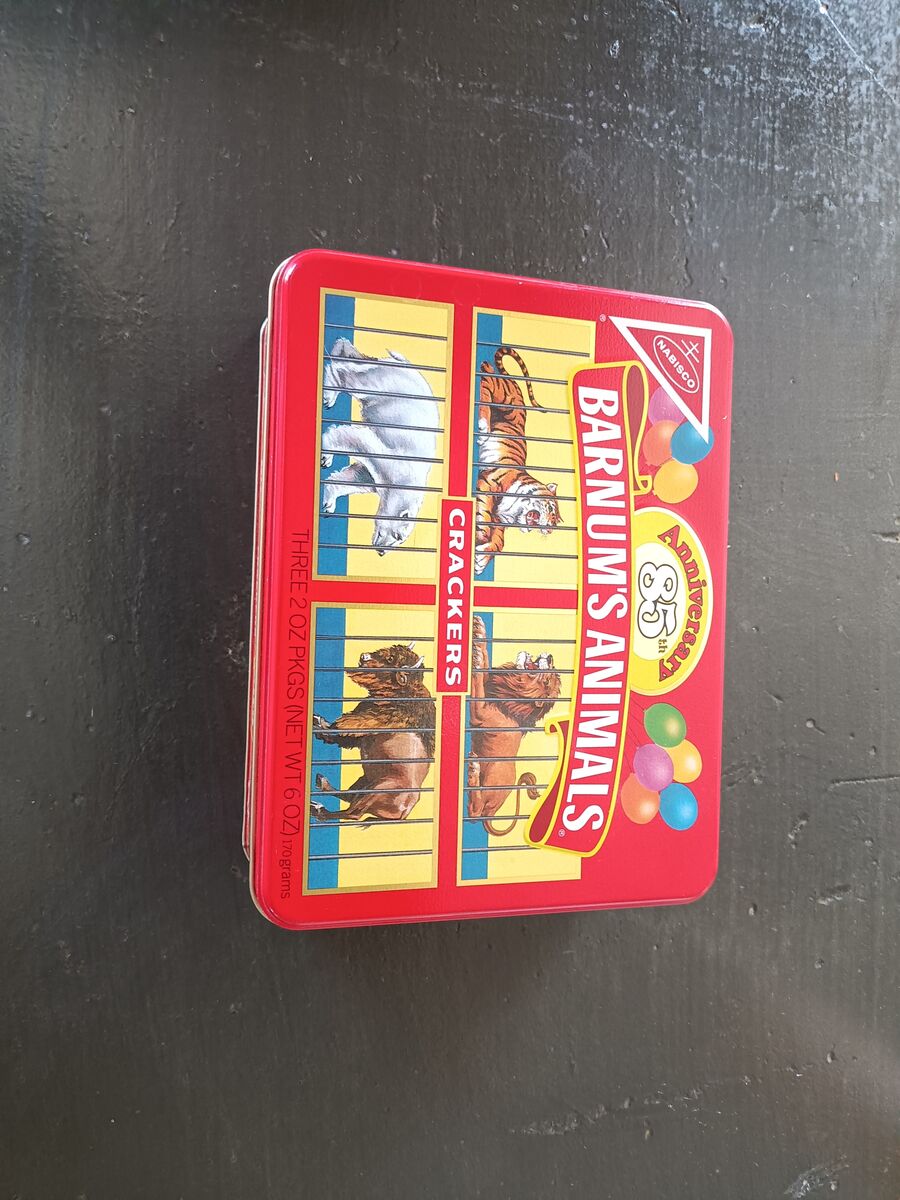 NABISCO
®
Anniversary
85th
BARNUM'S ANIMALS®
CRACKERS
THREE 2 OZ PKGS (NET WT 6 OZ) 170 grams